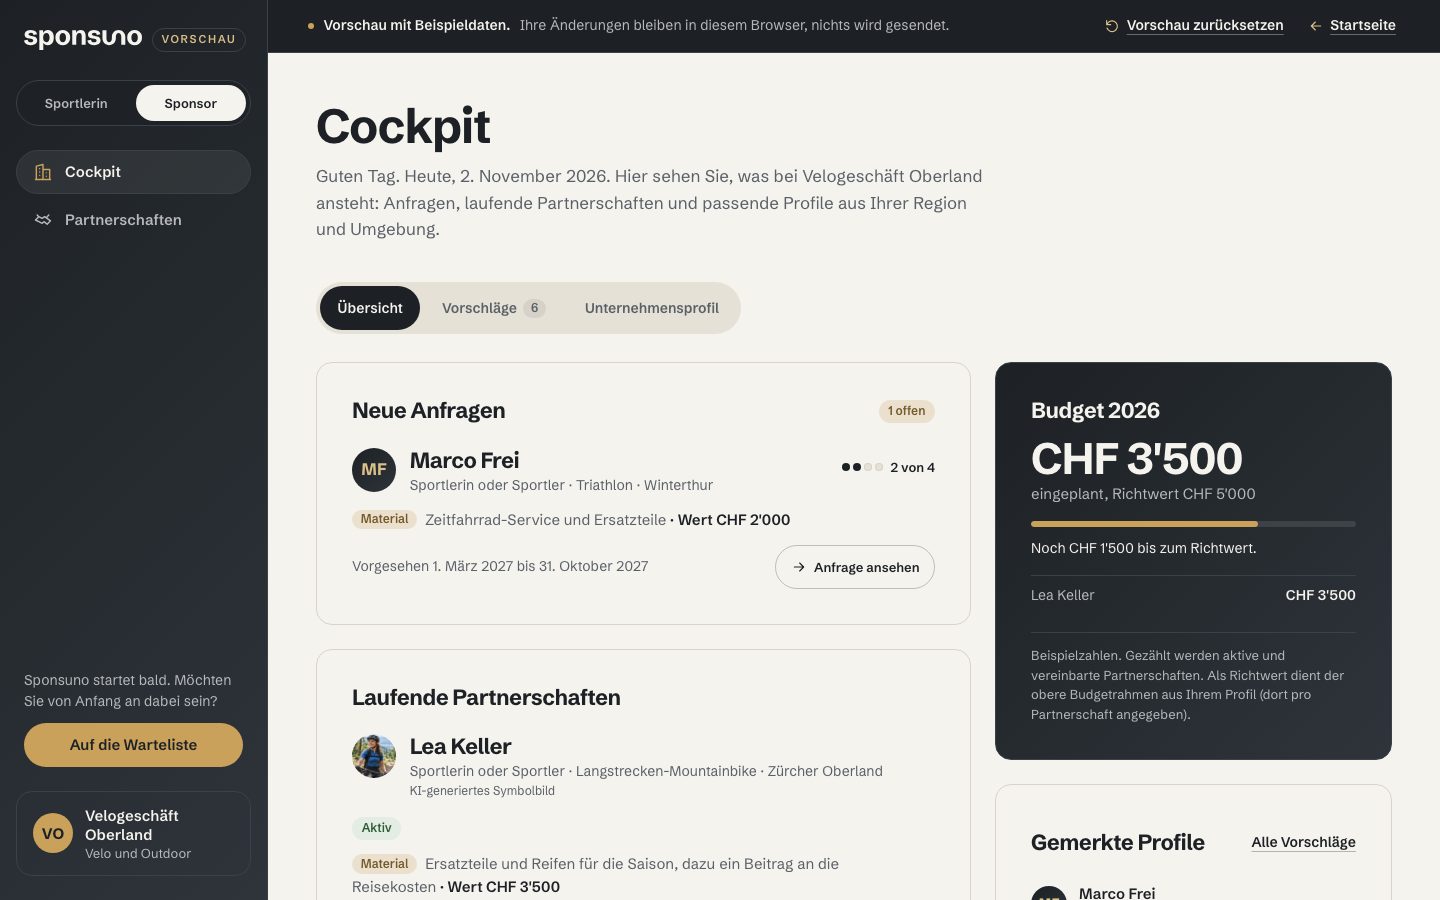 sponsuno VORSCHAU
Sportlerin Sponsor
Cockpit
Partnerschaften
Sponsuno startet bald. Möchten
Sie von Anfang an dabei sein?
Auf die Warteliste
VO Velogeschäft
Oberland
Velo und Outdoor
Vorschau mit Beispieldaten. Ihre Änderungen bleiben in diesem Browser, nichts wird gesendet.
Vorschau zurücksetzen
Startseite
Cockpit
Guten Tag. Heute, 2. November 2026. Hier sehen Sie, was bei Velogeschäft Oberland
ansteht: Anfragen, laufende Partnerschaften und passende Profile aus Ihrer Region
und Umgebung.
Übersicht Vorschläge 6 Unternehmensprofil
Neue Anfragen 1 offen
MF Marco Frei 2 von 4
Sportlerin oder Sportler · Triathlon · Winterthur
Material Zeitfahrrad-Service und Ersatzteile · Wert CHF 2'000
Vorgesehen 1. März 2027 bis 31. Oktober 2027 Anfrage ansehen
Laufende Partnerschaften
Lea Keller
Sportlerin oder Sportler · Langstrecken-Mountainbike · Zürcher Oberland
KI-generiertes Symbolbild
Aktiv
Material Ersatzteile und Reifen für die Saison, dazu ein Beitrag an die
Reisekosten · Wert CHF 3'500
Budget 2026
CHF 3'500
eingeplant, Richtwert CHF 5'000
Noch CHF 1'500 bis zum Richtwert.
Lea Keller CHF 3'500
Beispielzahlen. Gezählt werden aktive und
vereinbarte Partnerschaften. Als Richtwert dient der
obere Budgetrahmen aus Ihrem Profil (dort pro
Partnerschaft angegeben).
Gemerkte Profile Alle Vorschläge
Marco Frei